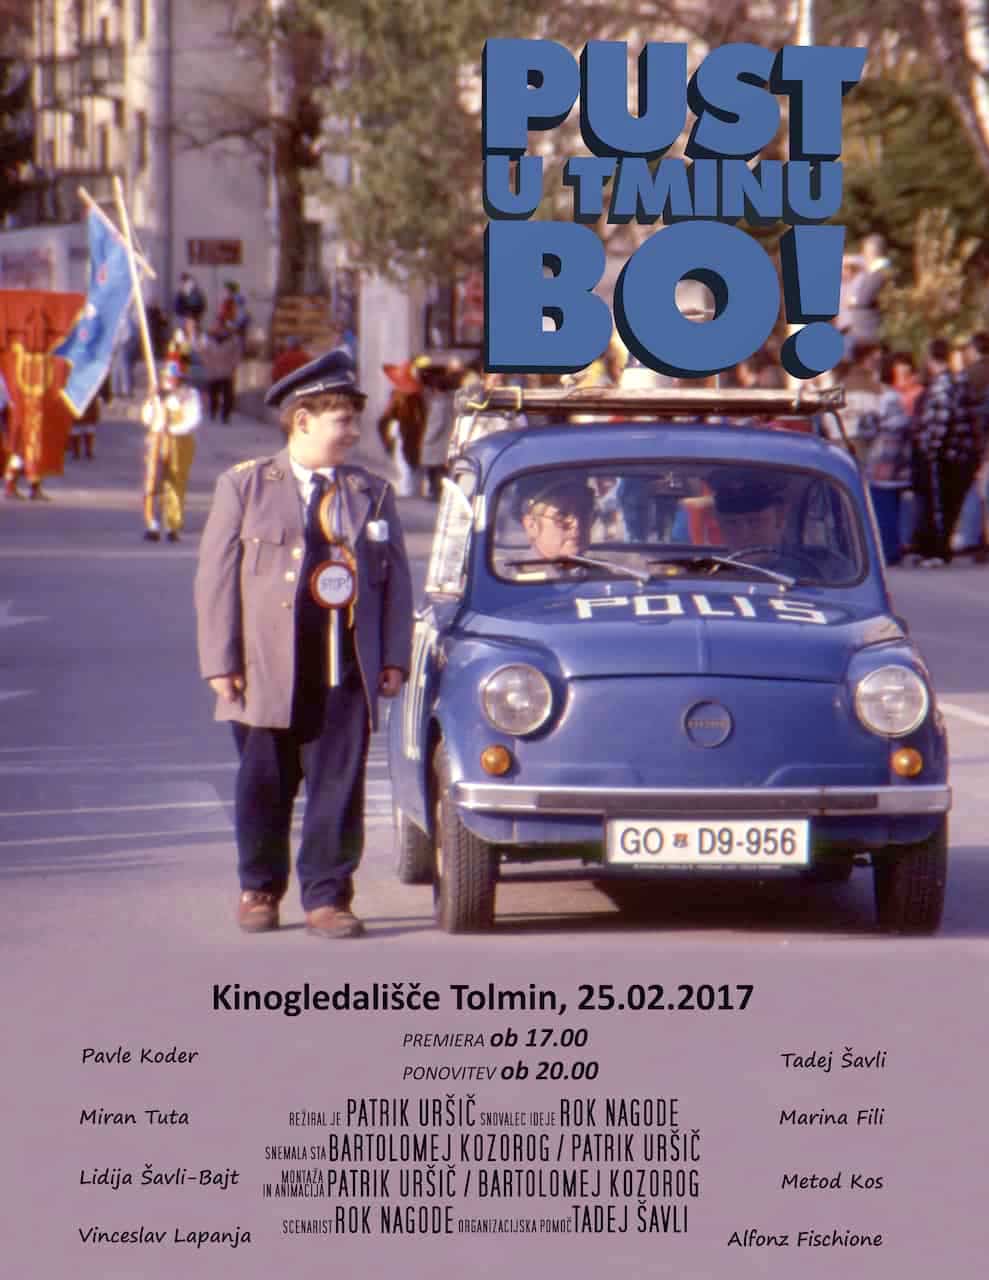 PUST
U TMINU
BO!
STOP!
POLIS
GO D9-956
Kinogledališče Tolmin, 25.02.2017
PREMIERA ob 17.00
PONOVITEV ob 20.00
Pavle Koder
Miran Tuta
Lidija Šavli-Bajt
Vinceslav Lapanja
REŽIRAL JE PATRIK URŠIČ SNOVALEC IDEJE ROK NAGODE
SNEMALA STA BARTOLOMEJ KOZOROG / PATRIK URŠIČ
MONTAŽA IN ANIMACIJA PATRIK URŠIČ / BARTOLOMEJ KOZOROG
SCENARIST ROK NAGODE ORGANIZACIJSKA POMOČ TADEJ ŠAVLI
Tadej Šavli
Marina Fili
Metod Kos
Alfonz Fischione